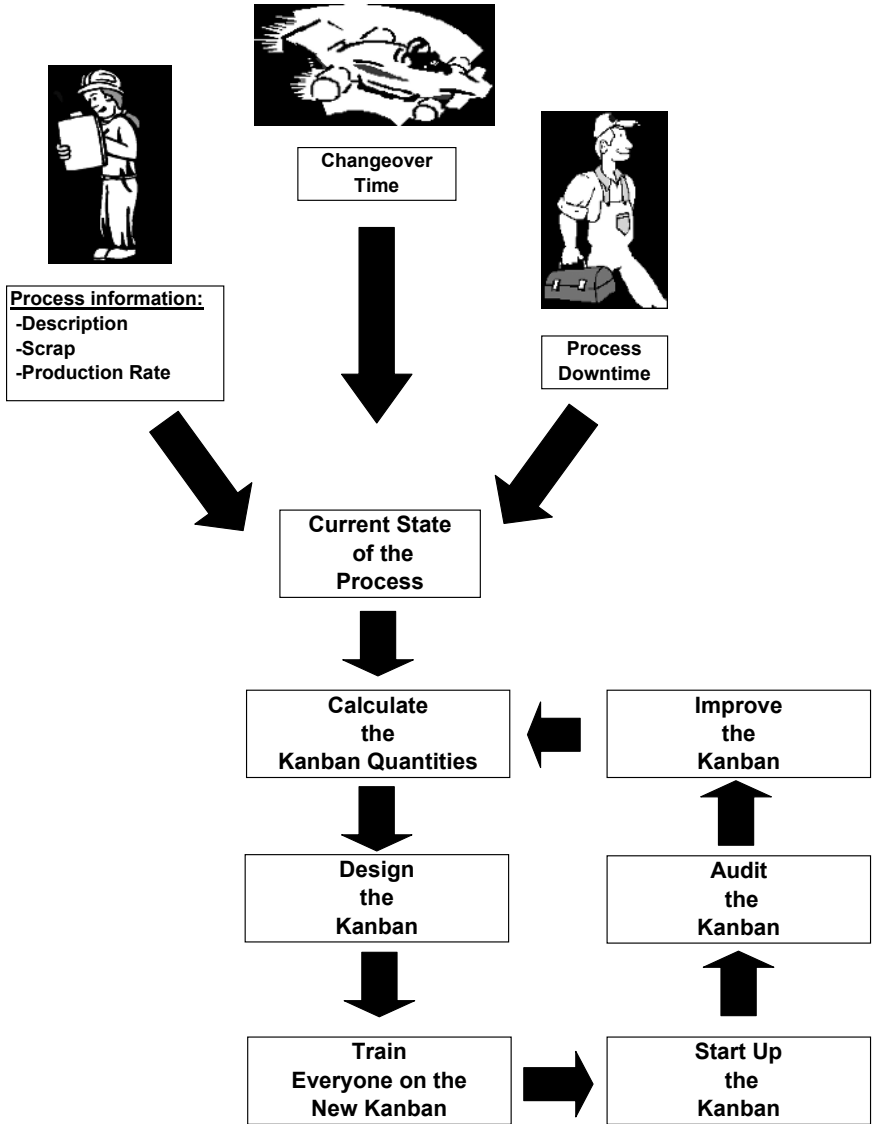 Changeover
Time
Process information:
-Description
-Scrap
-Production Rate
Process
Downtime
Current State
of the
Process
Calculate
the
Kanban Quantities
Improve
the
Kanban
Design
the
Kanban
Audit
the
Kanban
Train
Everyone on the
New Kanban
Start Up
the
Kanban